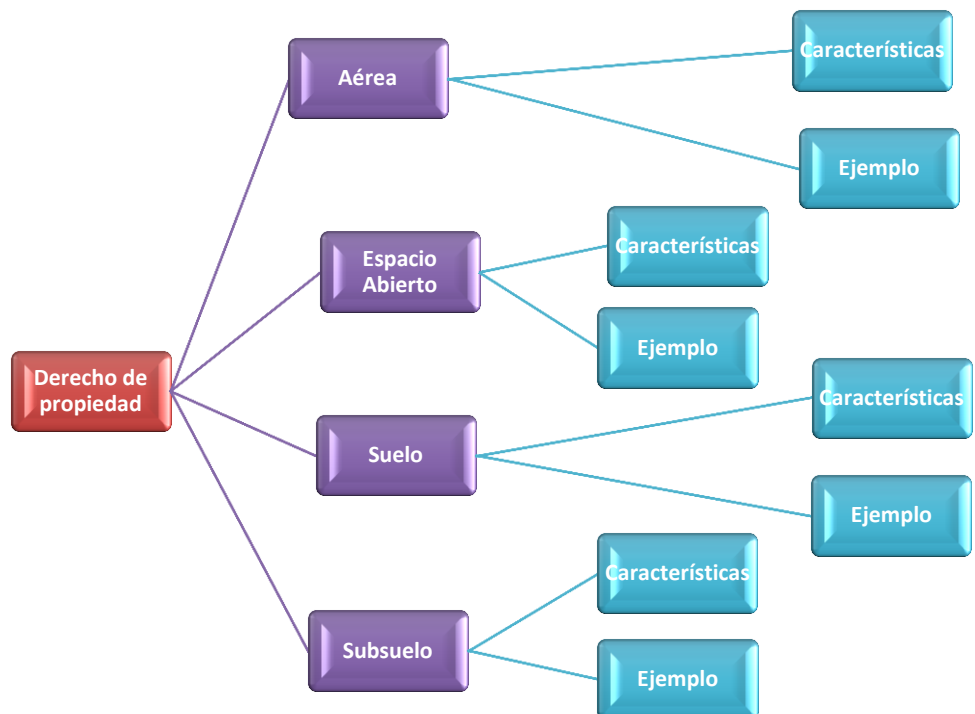 Derecho de
propiedad
Aérea
Características
Ejemplo
Espacio
Abierto
Características
Ejemplo
Suelo
Características
Ejemplo
Subsuelo
Características
Ejemplo